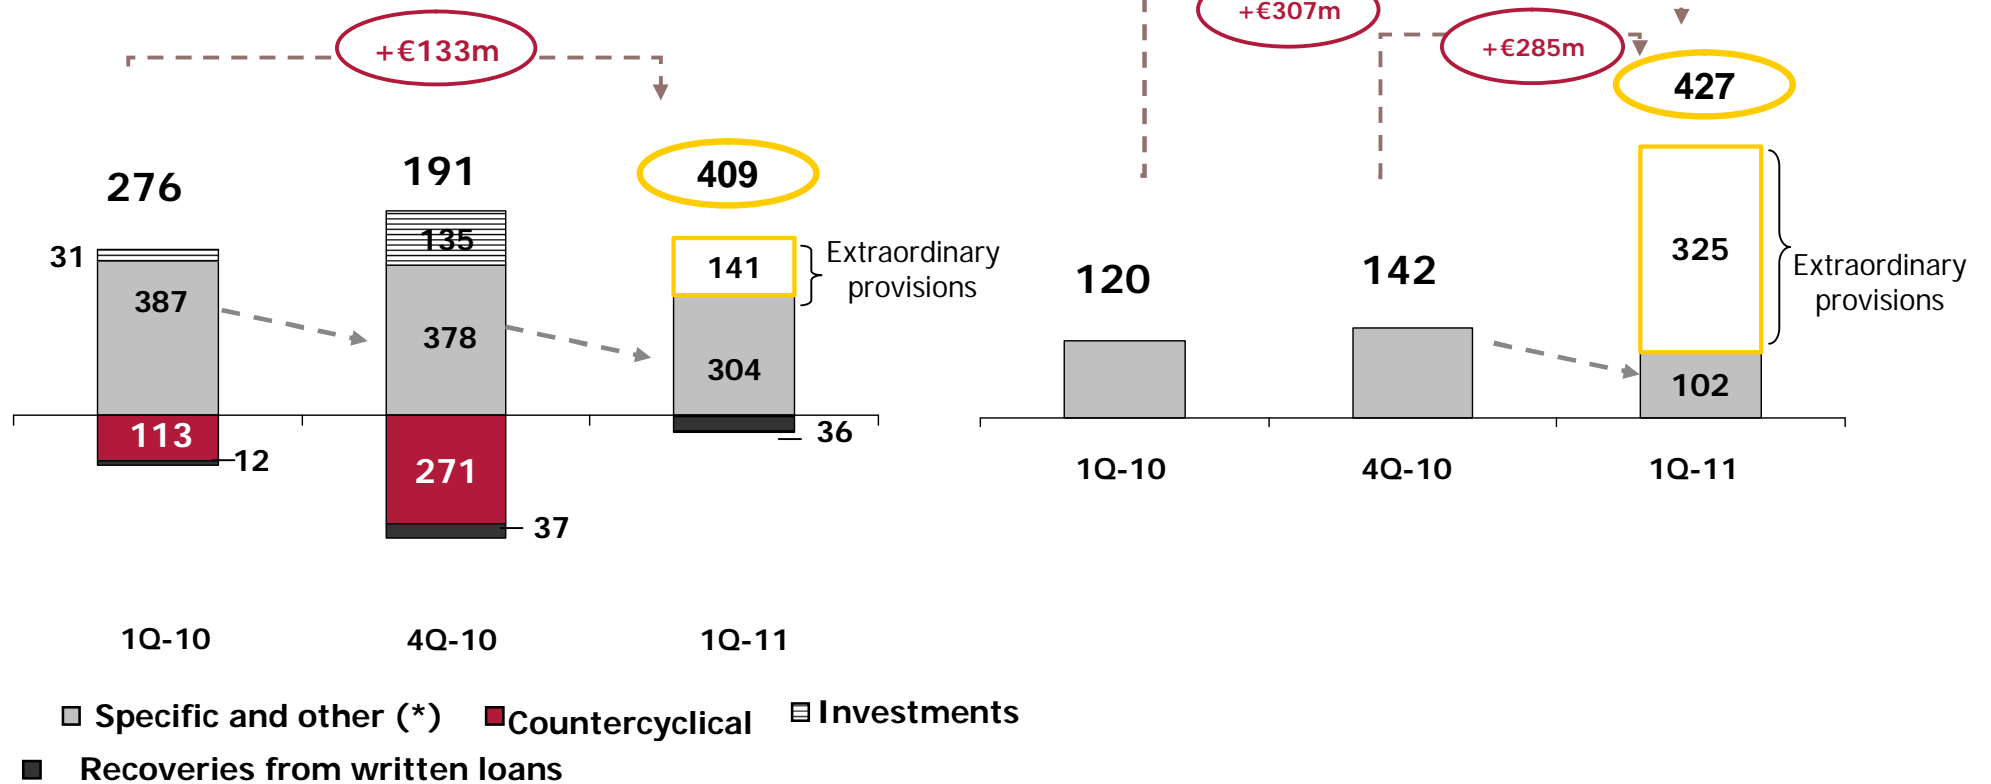 +€133m
276
191
409
31
135
141
Extraordinary
provisions
387
378
304
113
12
271
36
37
1Q-10
4Q-10
1Q-11
+€307m
+€285m
427
120
142
325
Extraordinary
provisions
102
1Q-10
4Q-10
1Q-11
Specific and other (*)
Countercyclical
Investments
Recoveries from written loans